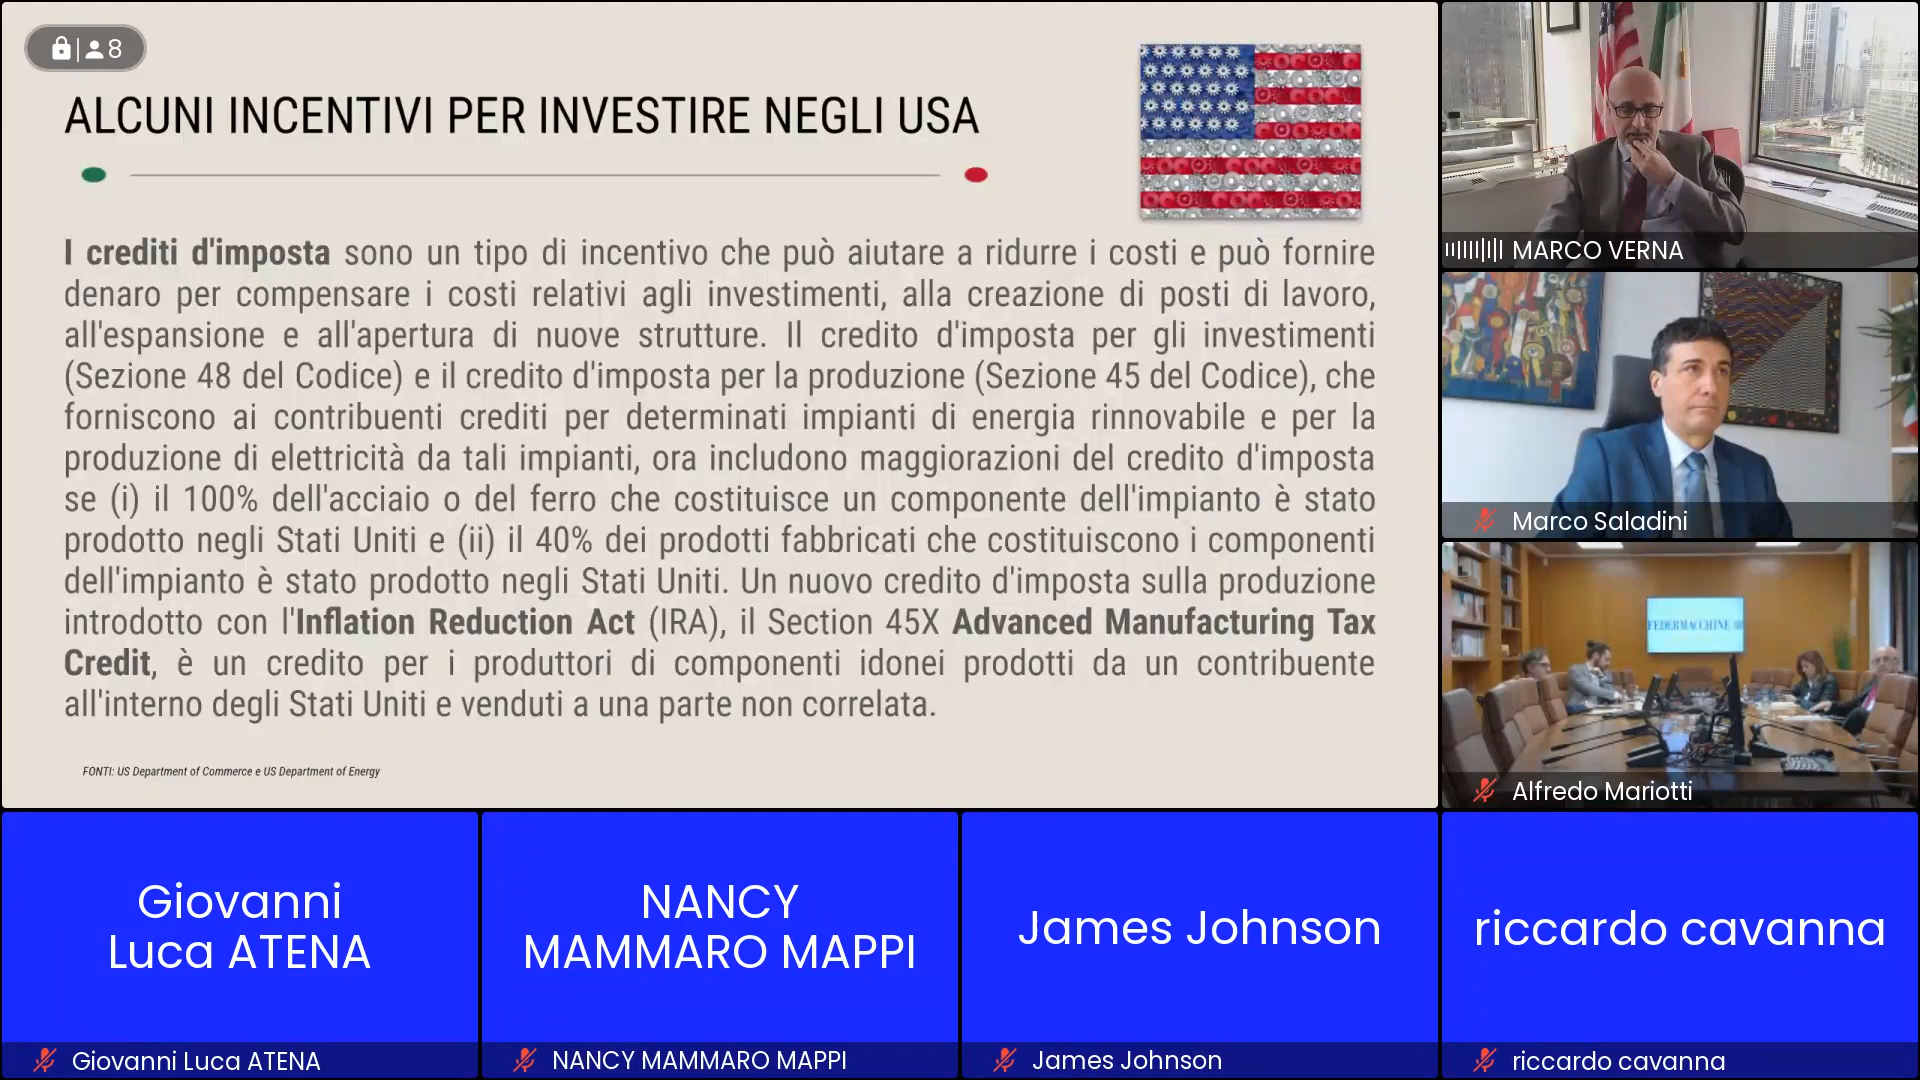 8
ALCUNI INCENTIVI PER INVESTIRE NEGLI USA
I crediti d'imposta sono un tipo di incentivo che può aiutare a ridurre i costi e può fornire
denaro per compensare i costi relativi agli investimenti, alla creazione di posti di lavoro,
all'espansione e all'apertura di nuove strutture. Il credito d'imposta per gli investimenti
(Sezione 48 del Codice) e il credito d'imposta per la produzione (Sezione 45 del Codice), che
forniscono ai contribuenti crediti per determinati impianti di energia rinnovabile e per la
produzione di elettricità da tali impianti, ora includono maggiorazioni del credito d'imposta
se (i) il 100% dell'acciaio o del ferro che costituisce un componente dell'impianto è stato
prodotto negli Stati Uniti e (ii) il 40% dei prodotti fabbricati che costituiscono i componenti
dell'impianto è stato prodotto negli Stati Uniti. Un nuovo credito d'imposta sulla produzione
introdotto con l'Inflation Reduction Act (IRA), il Section 45X Advanced Manufacturing Tax
Credit, è un credito per i produttori di componenti idonei prodotti da un contribuente
all'interno degli Stati Uniti e venduti a una parte non correlata.
FONTI: US Department of Commerce e US Department of Energy
MARCO VERNA
Marco Saladini
FEDERMACCHINE
Alfredo Mariotti
Giovanni
Luca ATENA
Giovanni Luca ATENA
NANCY
MAMMARO MAPPI
NANCY MAMMARO MAPPI
James Johnson
James Johnson
riccardo cavanna
riccardo cavanna